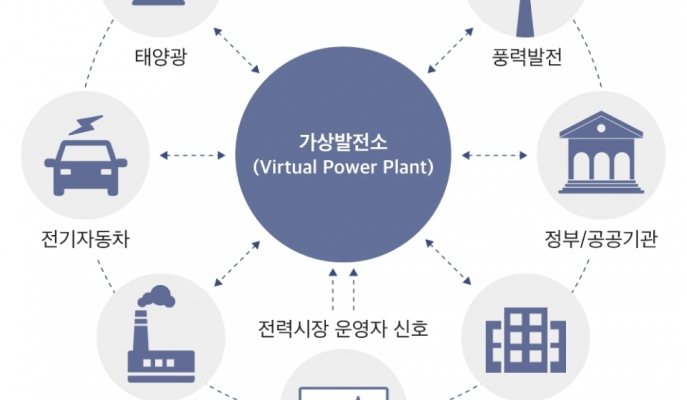 태양광
풍력발전
가상발전소
(Virtual Power Plant)
전기자동차
정부/공공기관
전력시장 운영자 신호